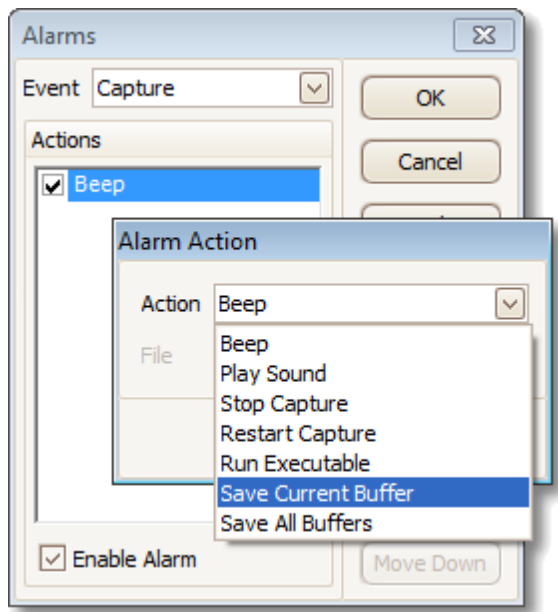 Alarms
Event Capture
OK
Actions
Cancel
Beep
Alarm Action
Action Beep
File
Beep
Play Sound
Stop Capture
Restart Capture
Run Executable
Save Current Buffer
Save All Buffers
Enable Alarm
Move Down